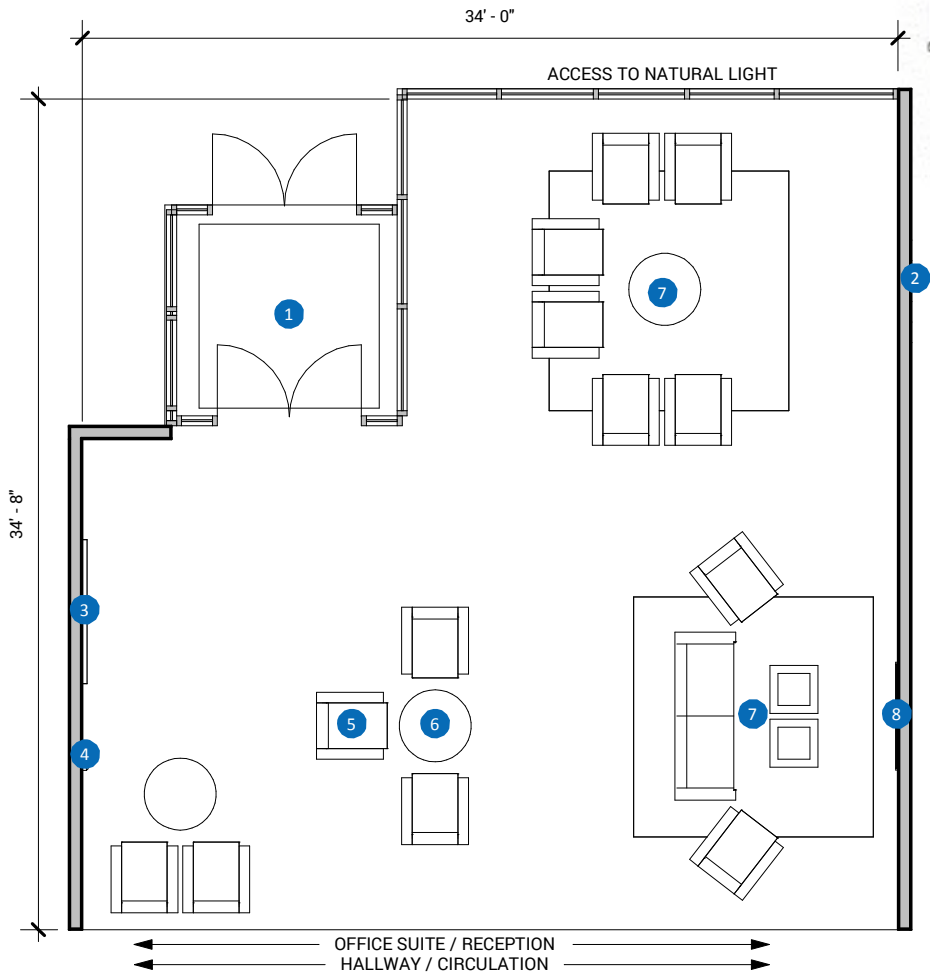 34' - 0"
ACCESS TO NATURAL LIGHT
2
7
1
34' - 8"
3
5
6
7
8
4
OFFICE SUITE / RECEPTION
HALLWAY / CIRCULATION